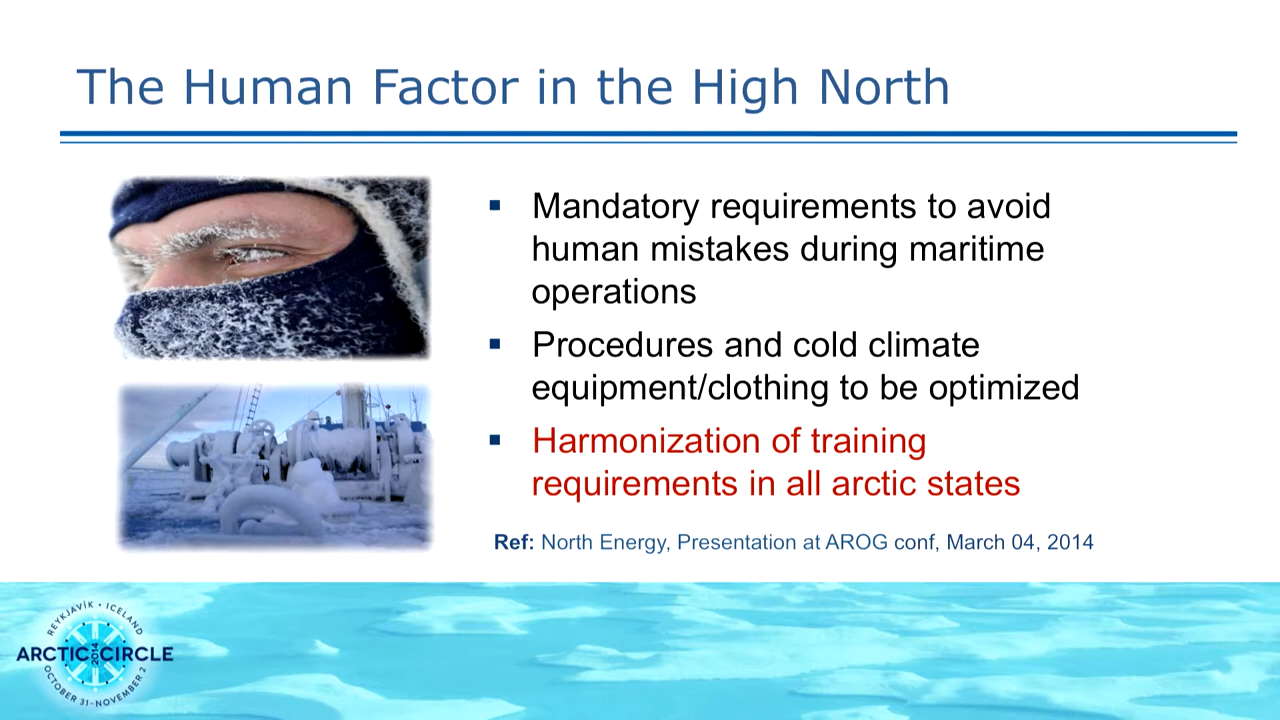 The Human Factor in the High North
▪ Mandatory requirements to avoid
human mistakes during maritime
operations
▪ Procedures and cold climate
equipment/clothing to be optimized
▪ Harmonization of training
requirements in all arctic states
Ref: North Energy, Presentation at AROG conf, March 04, 2014
REYKJAVÍK • ICELAND
ARCTIC 2014 CIRCLE
OCTOBER 31–NOVEMBER 2